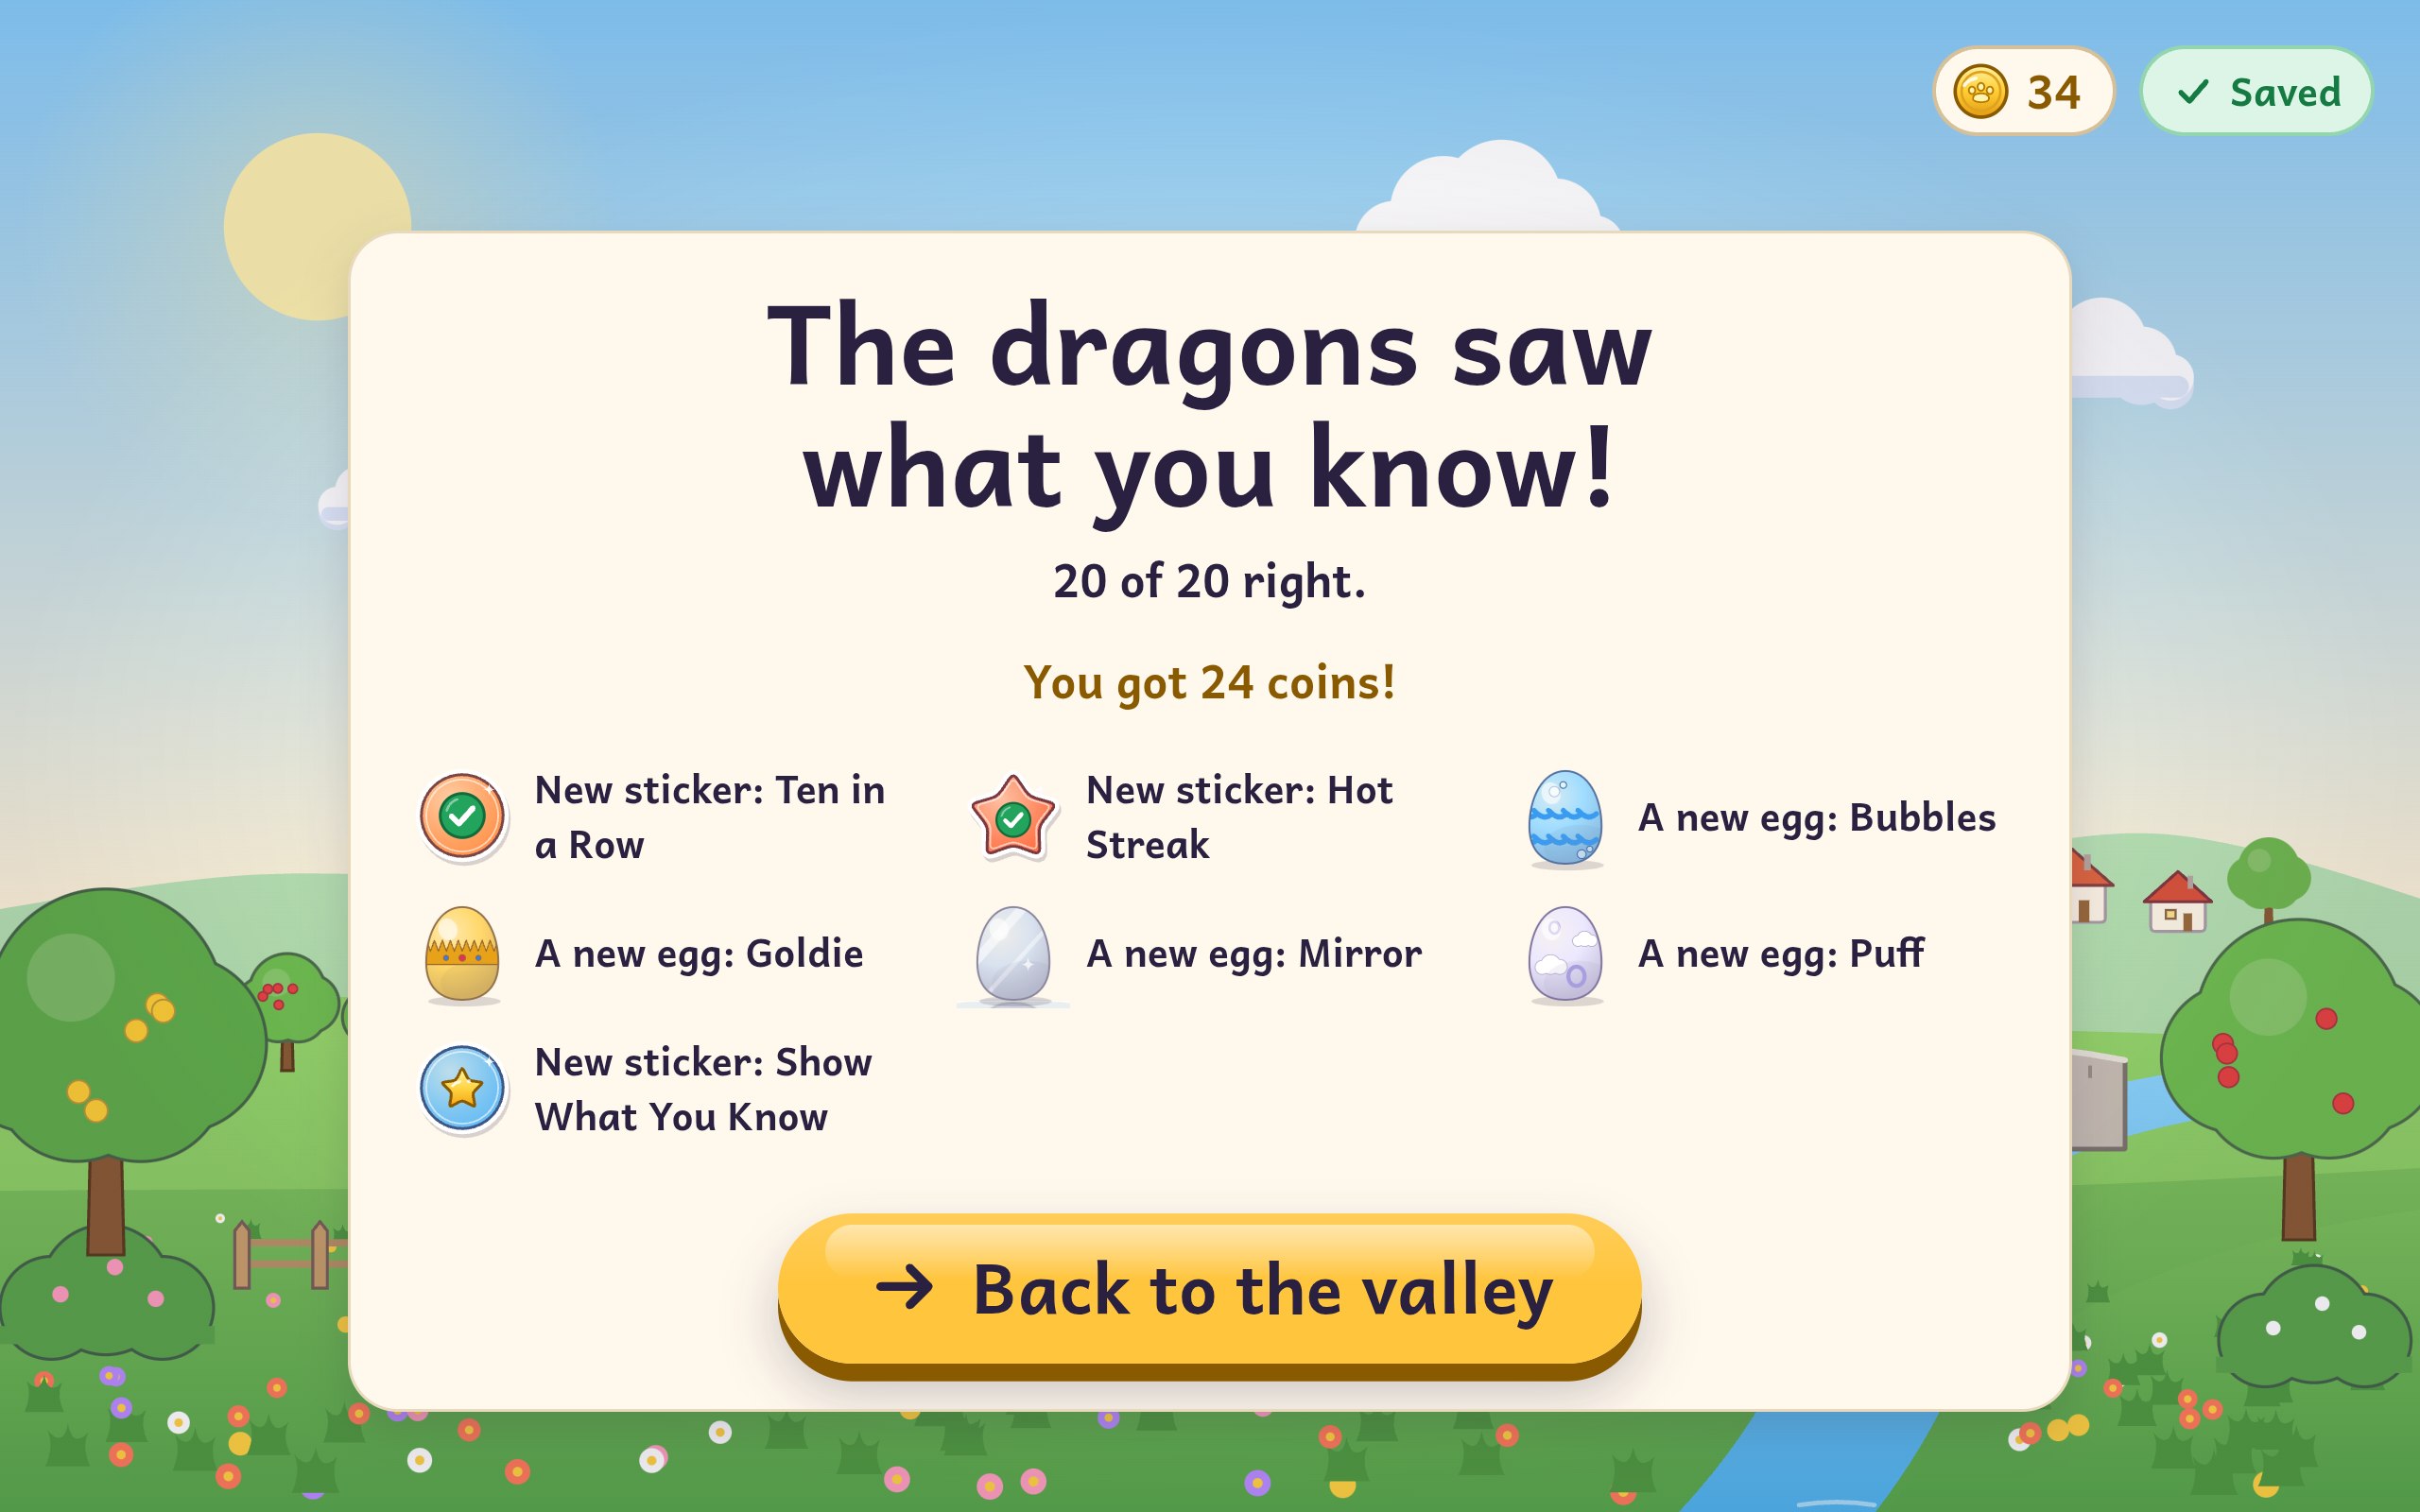 34
Saved
The dragons saw
what you know!
20 of 20 right.
You got 24 coins!
New sticker: Ten in
a Row
New sticker: Hot
Streak
A new egg: Bubbles
A new egg: Goldie
A new egg: Mirror
A new egg: Puff
New sticker: Show
What You Know
Back to the valley